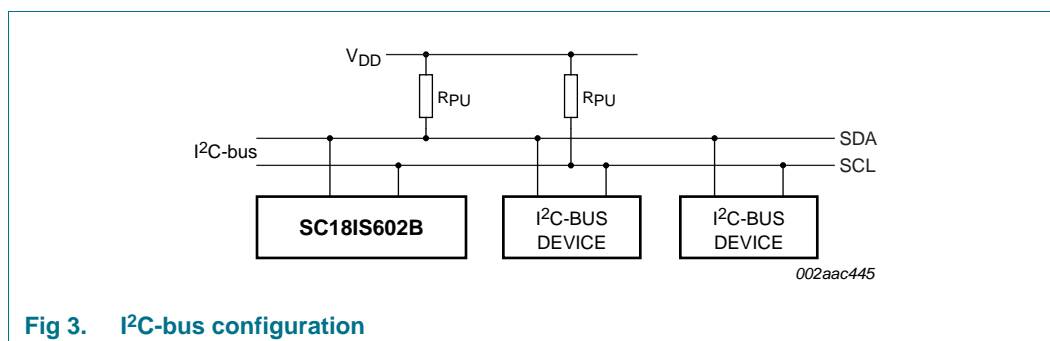 VDD
RPU RPU
SDA
I2C-bus
SCL
SC18IS602B
I2C-BUS
DEVICE
I2C-BUS
DEVICE
002aac445
Fig 3. I2C-bus configuration